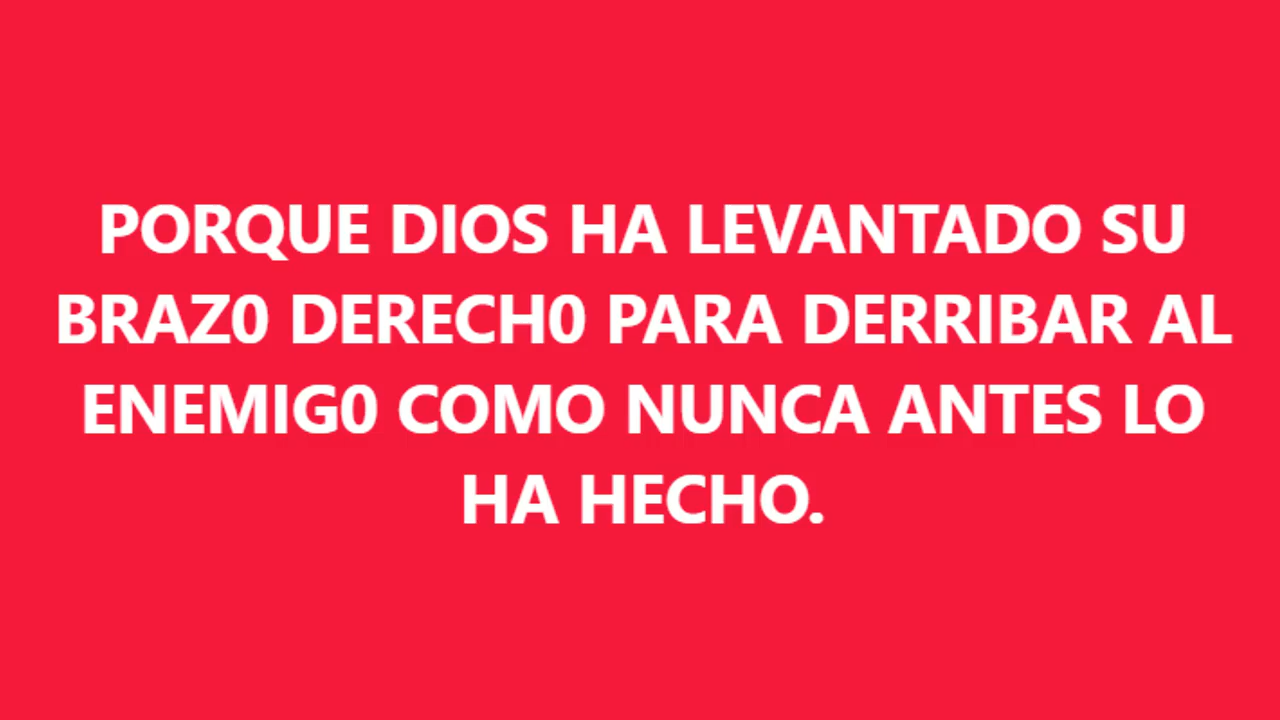 PORQUE DIOS HA LEVANTADO SU
BRAZ0 DERECH0 PARA DERRIBAR AL
ENEMIG0 COMO NUNCA ANTES LO
HA HECHO.